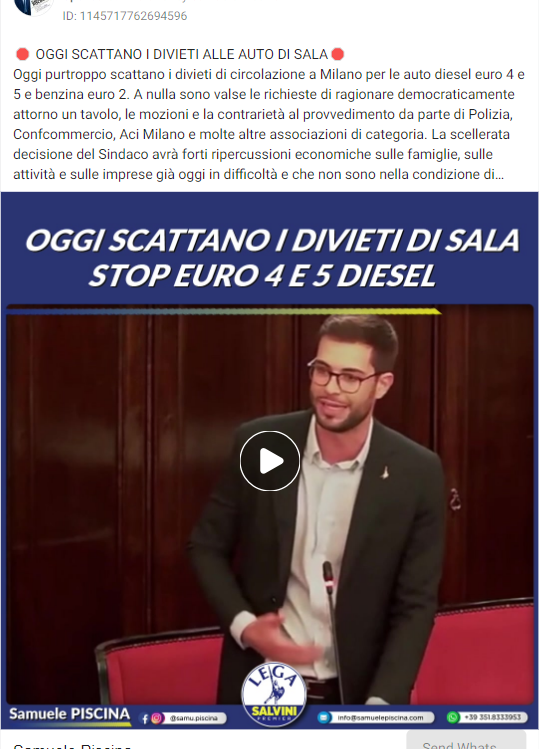 ID: 1145717762694596
🔴 OGGI SCATTANO I DIVIETI ALLE AUTO DI SALA🔴
Oggi purtroppo scattano i divieti di circolazione a Milano per le auto diesel euro 4 e
5 e benzina euro 2. A nulla sono valse le richieste di ragionare democraticamente
attorno un tavolo, le mozioni e la contrarietà al provvedimento da parte di Polizia,
Confcommercio, Aci Milano e molte altre associazioni di categoria. La scellerata
decisione del Sindaco avrà forti ripercussioni economiche sulle famiglie, sulle
attività e sulle imprese già oggi in difficoltà e che non sono nella condizione di...
OGGI SCATTANO I DIVIETI DI SALA
STOP EURO 4 E 5 DIESEL
LEGA
SALVINI
PREMIER
Samuele PISCINA
@samu.piscina
info@samuelepiscina.com
+39 351.8333953
Samuele Piscina
Send Whats